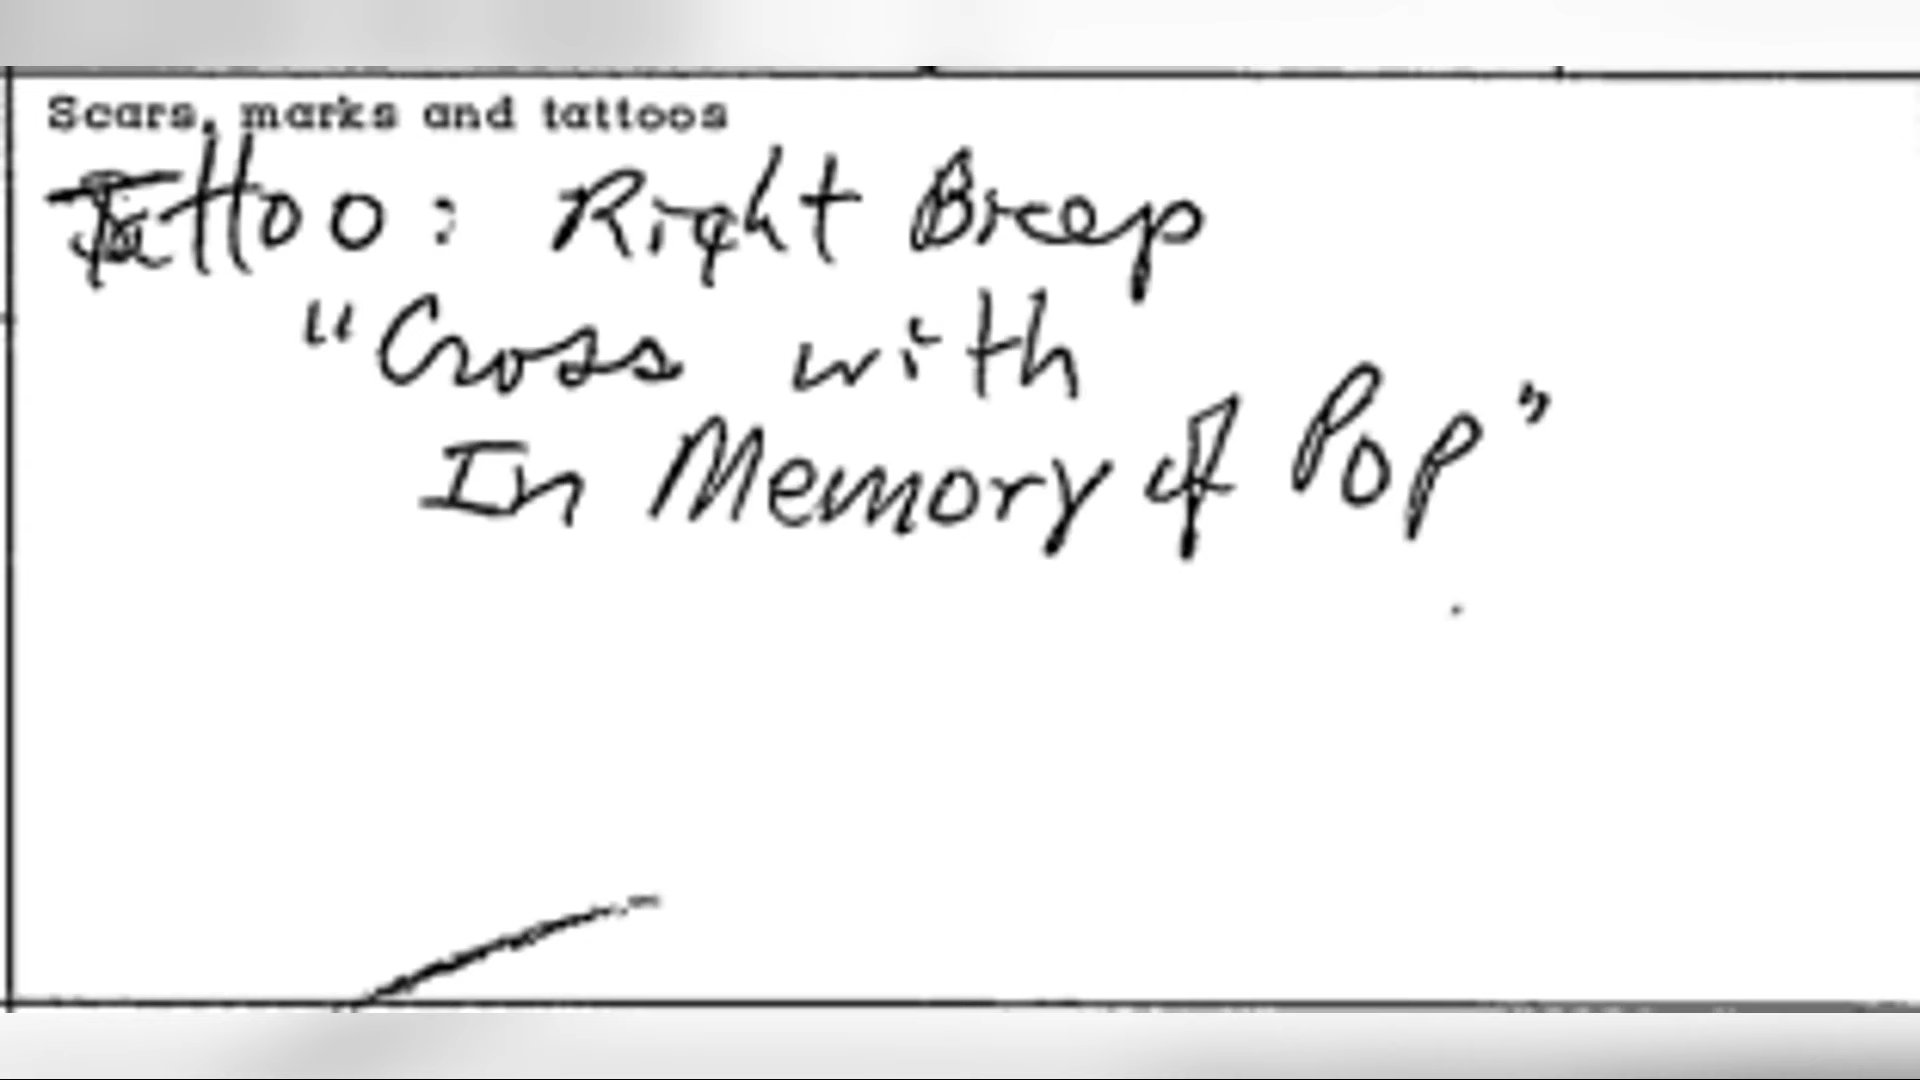 Scars, marks and tattoos
Tattoo: Right Bicep
"Cross with
In Memory of Pop"